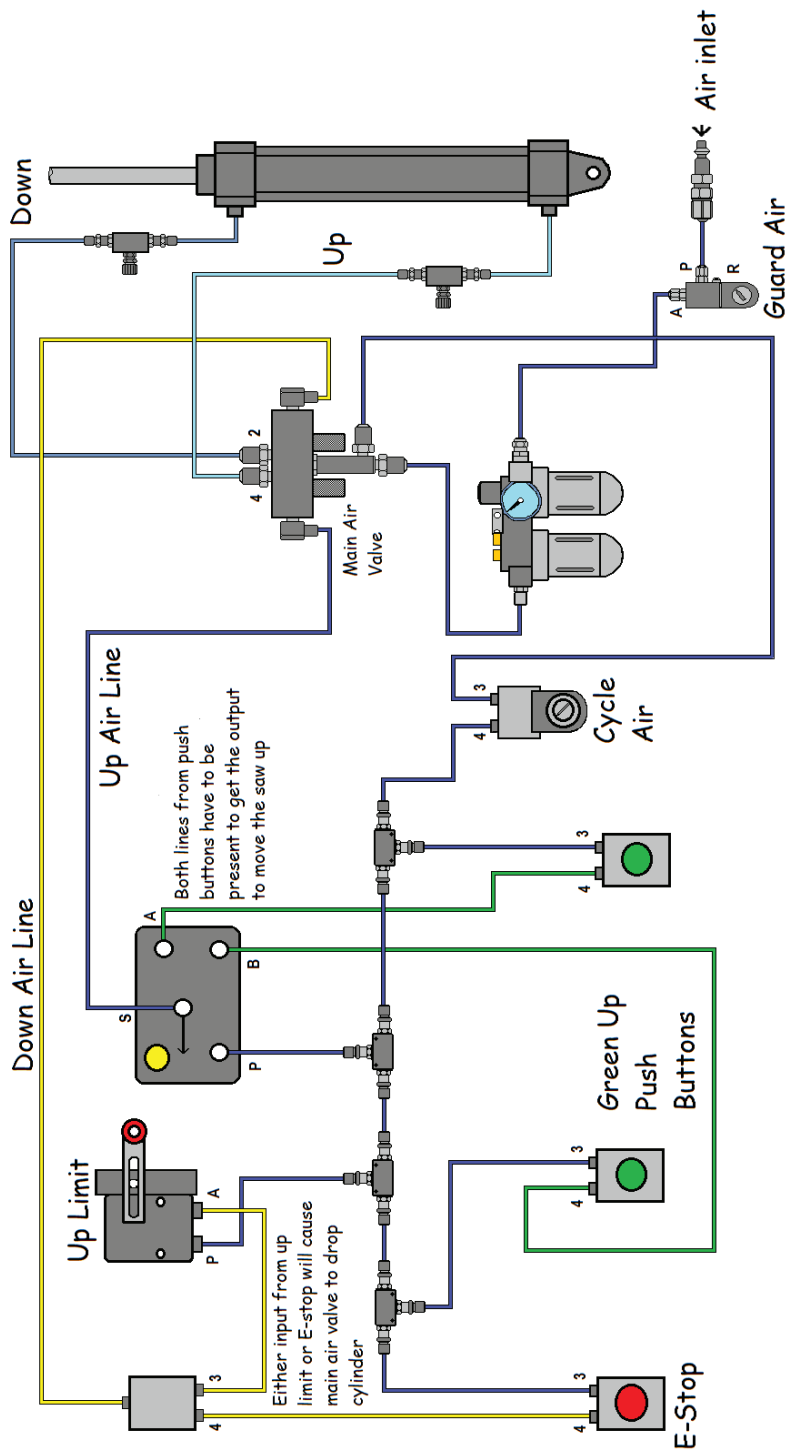 Down Air Line
Up Limit
P
A
S
A
P
B
Up Air Line
Both lines from push
buttons have to be
present to get the output
to move the saw up
Down
Up
4
2
Main Air
Valve
Air inlet
P
A
R
Guard Air
4
3
Either input from up
limit or E-stop will cause
main air valve to drop
cylinder
4
3
Cycle
Air
4
3
Green Up
Push
Buttons
4
3
4
3
E-Stop